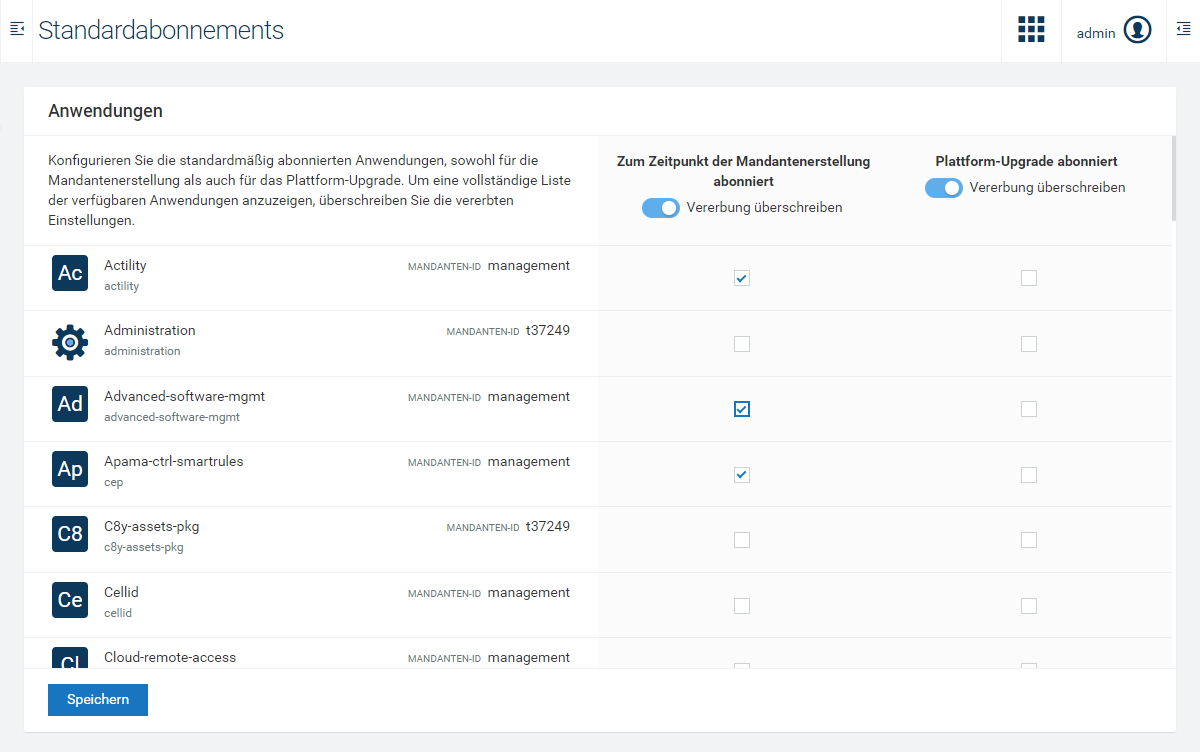 Standardabonnements
admin
Anwendungen
Konfigurieren Sie die standardmäßig abonnierten Anwendungen, sowohl für die
Mandantenerstellung als auch für das Plattform-Upgrade. Um eine vollständige Liste
der verfügbaren Anwendungen anzuzeigen, überschreiben Sie die vererbten
Einstellungen.
Zum Zeitpunkt der Mandantenerstellung
abonniert
Vererbung überschreiben
Plattform-Upgrade abonniert
Vererbung überschreiben
Ac Actility MANDANTEN-ID management
actility
Administration MANDANTEN-ID t37249
administration
Ad Advanced-software-mgmt MANDANTEN-ID management
advanced-software-mgmt
Ap Apama-ctrl-smartrules MANDANTEN-ID management
cep
C8 C8y-assets-pkg MANDANTEN-ID t37249
c8y-assets-pkg
Ce Cellid MANDANTEN-ID management
cellid
Cl Cloud-remote-access MANDANTEN-ID management
Speichern